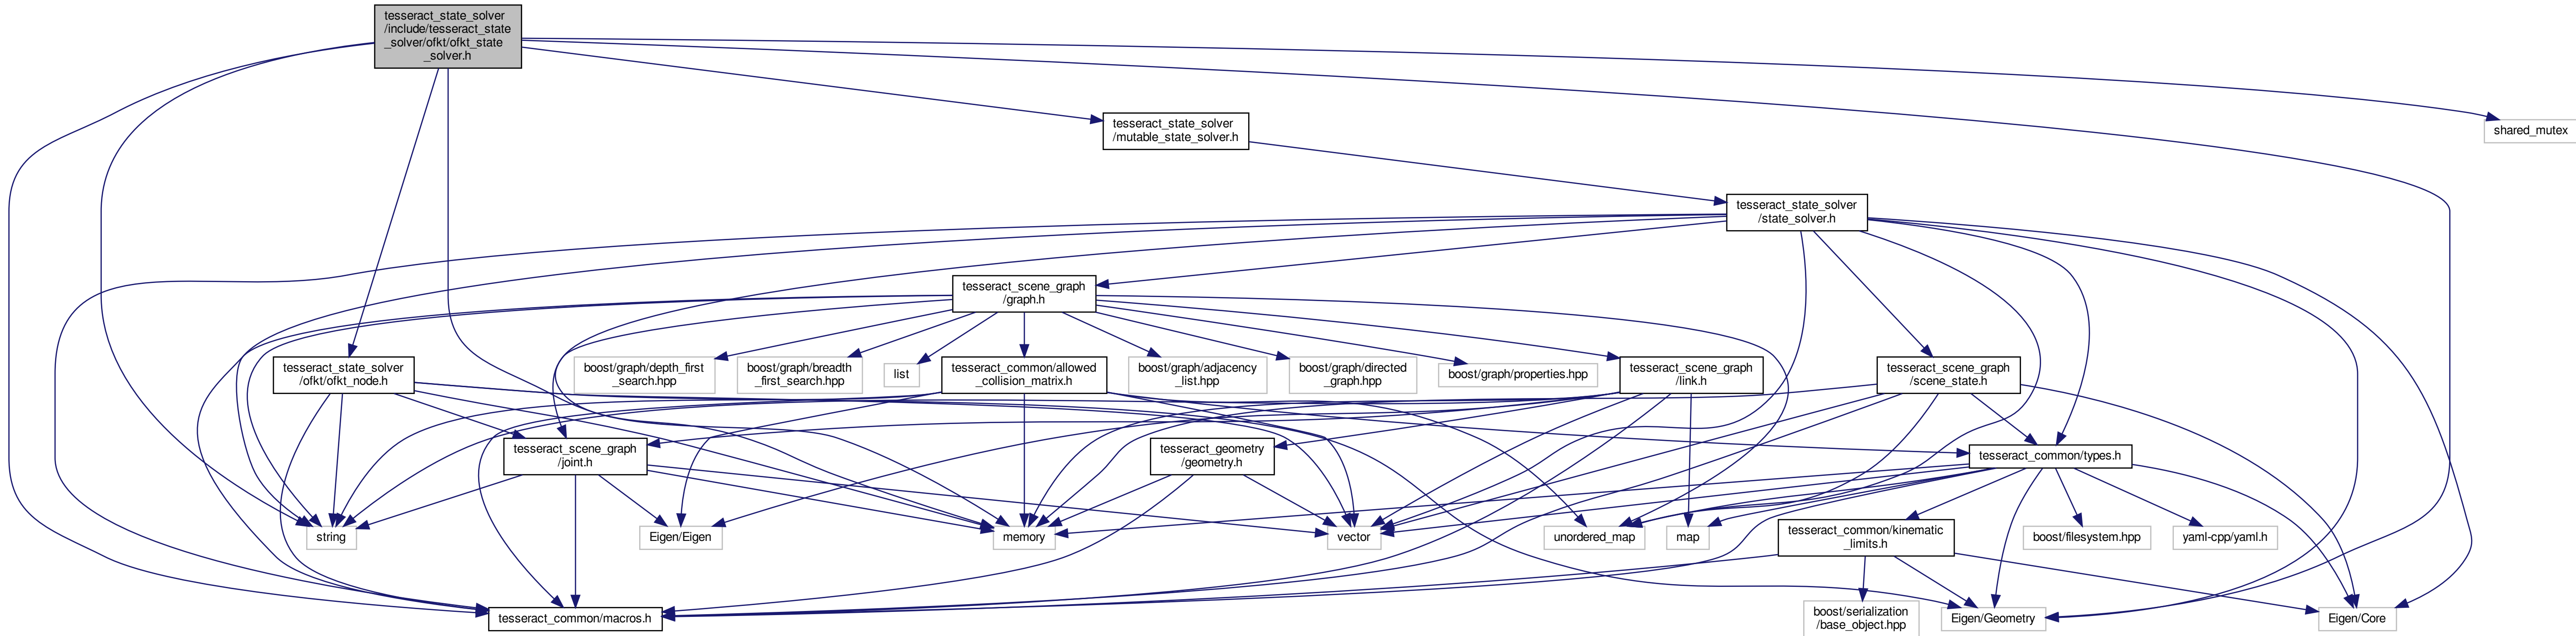 tesseract_state_solver
/include/tesseract_state
_solver/ofkt/ofkt_state
_solver.h
tesseract_state_solver
/mutable_state_solver.h
shared_mutex
tesseract_state_solver
/state_solver.h
tesseract_scene_graph
/graph.h
tesseract_state_solver
/ofkt/ofkt_node.h
boost/graph/depth_first
_search.hpp
boost/graph/breadth
_first_search.hpp
list
tesseract_common/allowed
_collision_matrix.h
boost/graph/adjacency
_list.hpp
boost/graph/directed
_graph.hpp
boost/graph/properties.hpp
tesseract_scene_graph
/link.h
tesseract_scene_graph
/scene_state.h
tesseract_scene_graph
/joint.h
tesseract_geometry
/geometry.h
tesseract_common/types.h
string
Eigen/Eigen
memory
vector
unordered_map
map
tesseract_common/kinematic
_limits.h
boost/filesystem.hpp
yaml-cpp/yaml.h
tesseract_common/macros.h
boost/serialization
/base_object.hpp
Eigen/Geometry
Eigen/Core